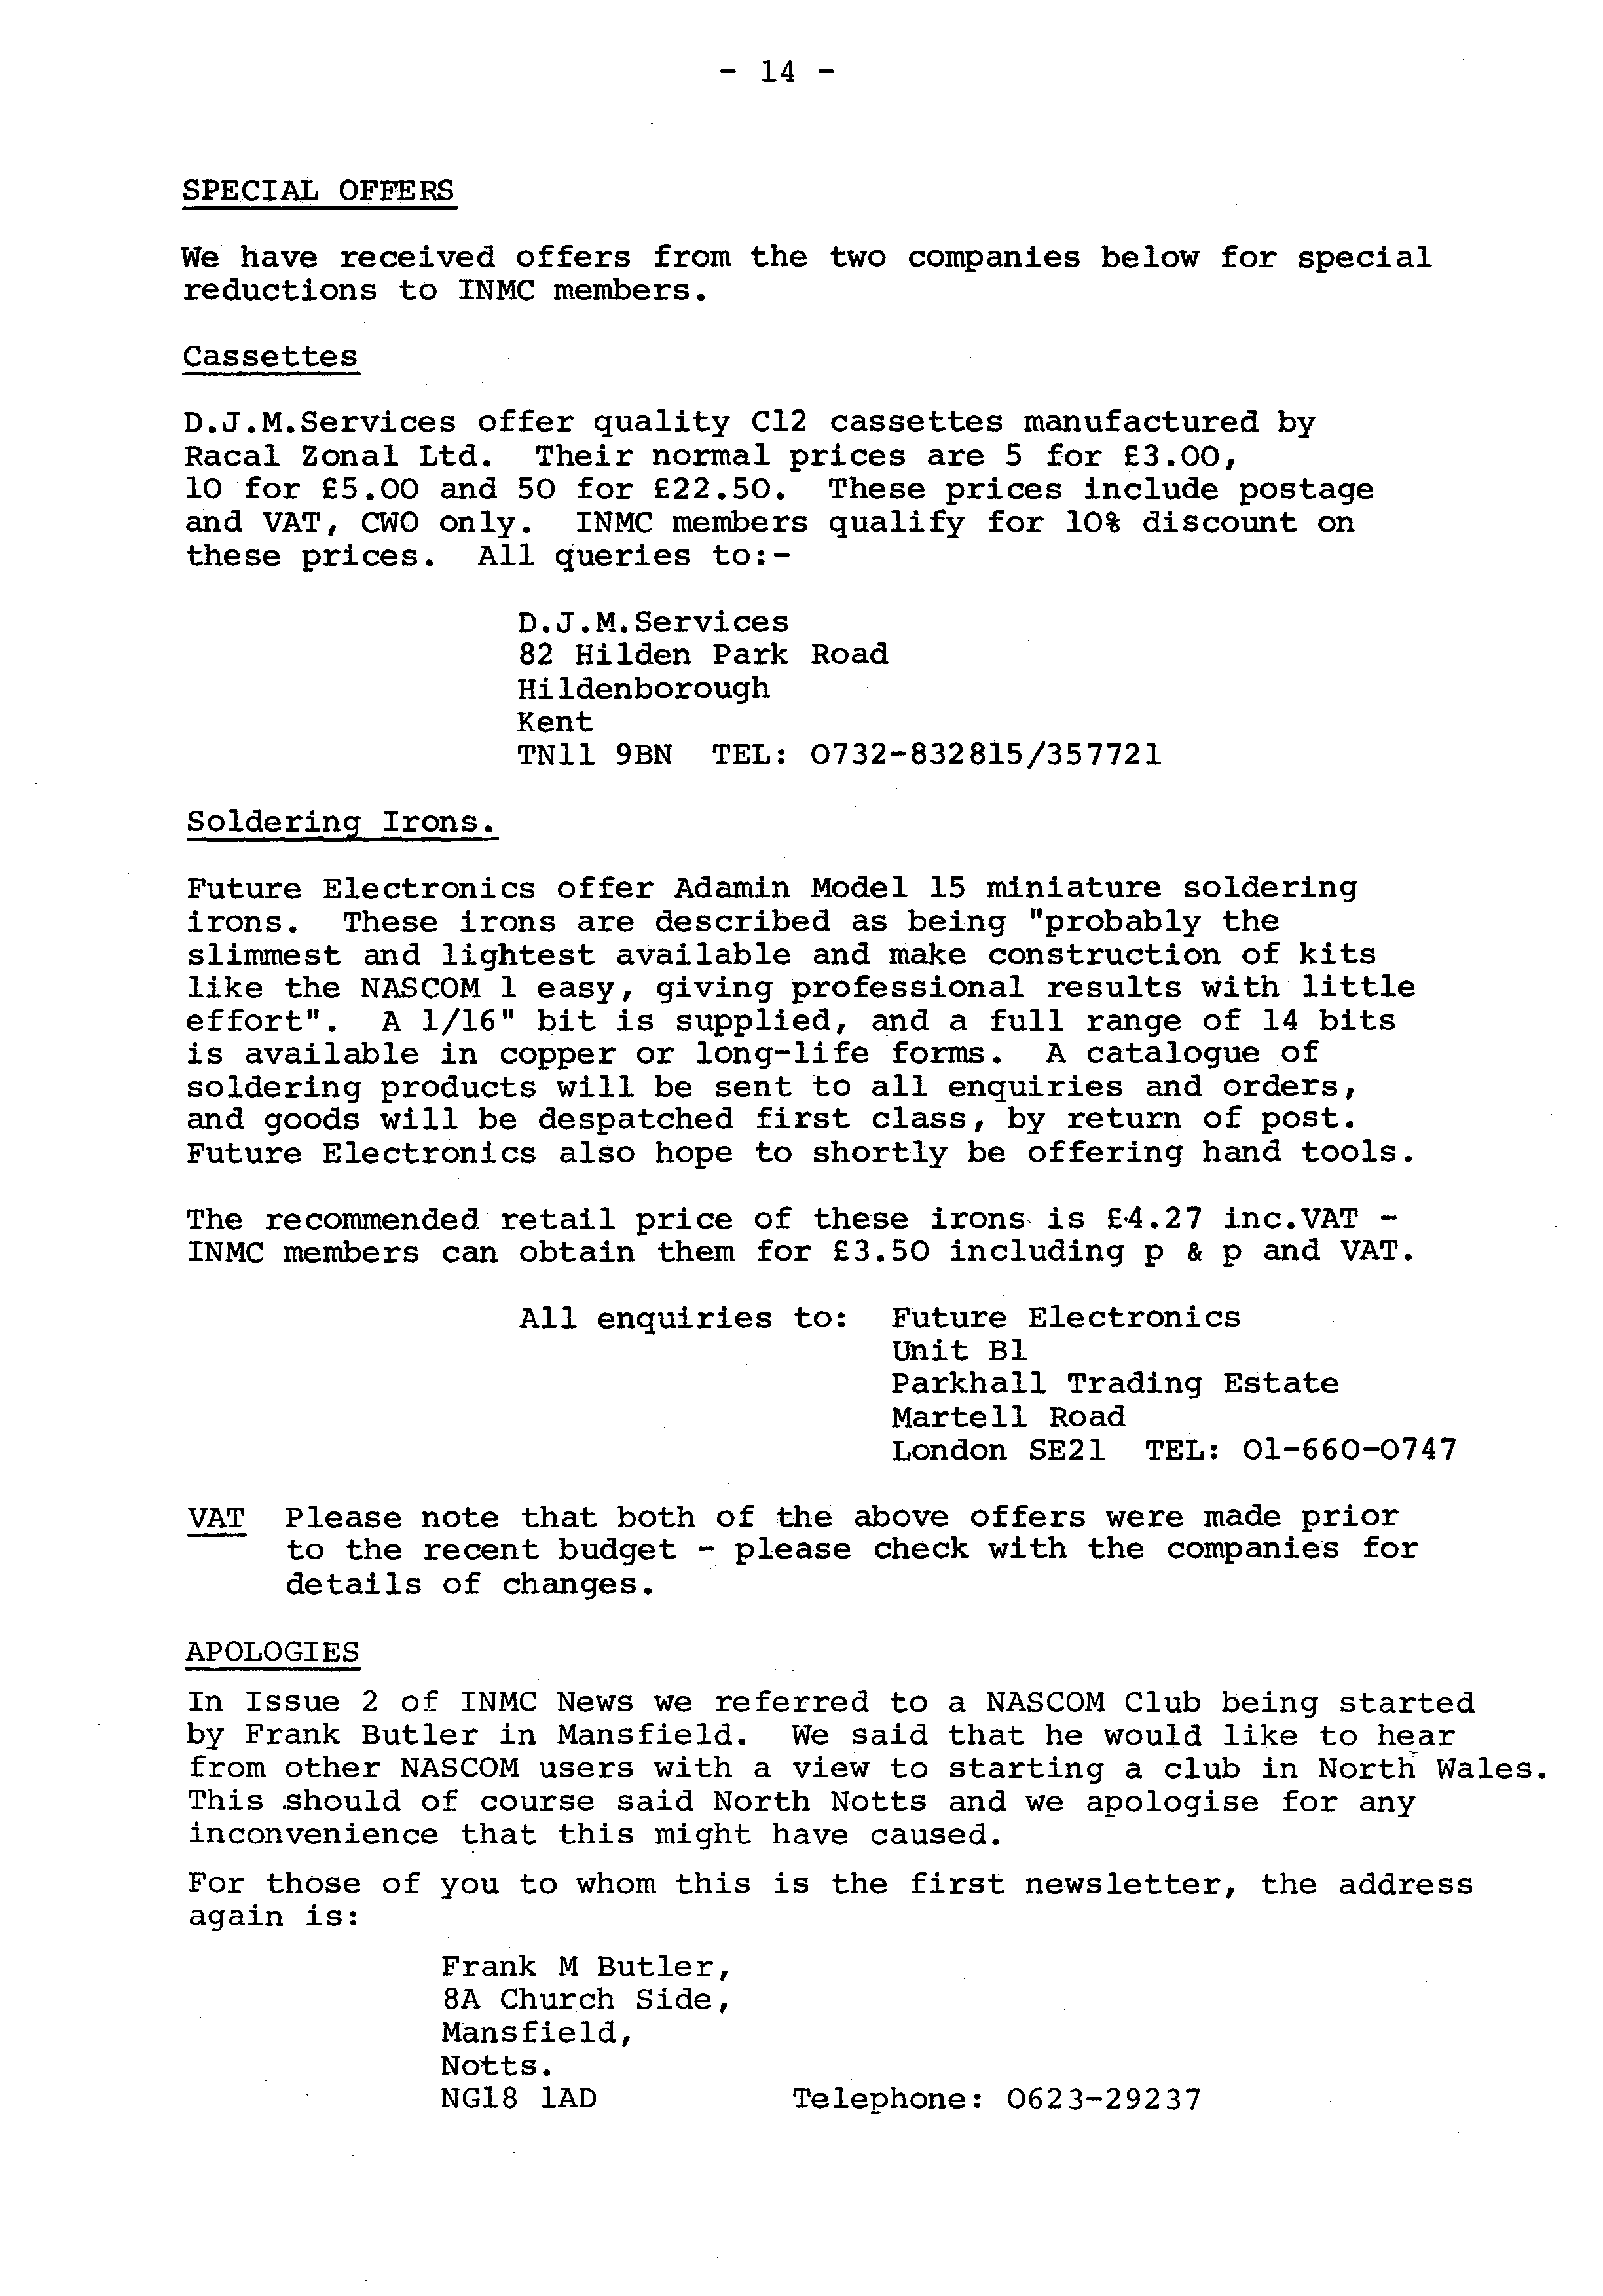 - 14 -
SPECIAL OFFERS
We have received offers from the two companies below for special
reductions to INMC members.
Cassettes
D.J.M.Services offer quality C12 cassettes manufactured by
Racal Zonal Ltd. Their normal prices are 5 for £3.00,
10 for £5.00 and 50 for £22.50. These prices include postage
and VAT, CWO only. INMC members qualify for 10% discount on
these prices. All queries to:-
D.J.M.Services
82 Hilden Park Road
Hildenborough
Kent
TN11 9BN TEL: 0732-832815/357721
Soldering Irons.
Future Electronics offer Adamin Model 15 miniature soldering
irons. These irons are described as being "probably the
slimmest and lightest available and make construction of kits
like the NASCOM 1 easy, giving professional results with little
effort". A 1/16" bit is supplied, and a full range of 14 bits
is available in copper or long-life forms. A catalogue of
soldering products will be sent to all enquiries and orders,
and goods will be despatched first class, by return of post.
Future Electronics also hope to shortly be offering hand tools.
The recommended retail price of these irons is £4.27 inc.VAT -
INMC members can obtain them for £3.50 including p & p and VAT.
All enquiries to: Future Electronics
Unit B1
Parkhall Trading Estate
Martell Road
London SE21 TEL: 01-660-0747
VAT Please note that both of the above offers were made prior
to the recent budget - please check with the companies for
details of changes.
APOLOGIES
In Issue 2 of INMC News we referred to a NASCOM Club being started
by Frank Butler in Mansfield. We said that he would like to hear
from other NASCOM users with a view to starting a club in North Wales.
This should of course said North Notts and we apologise for any
inconvenience that this might have caused.
For those of you to whom this is the first newsletter, the address
again is:
Frank M Butler,
8A Church Side,
Mansfield,
Notts.
NG18 1AD Telephone: 0623-29237